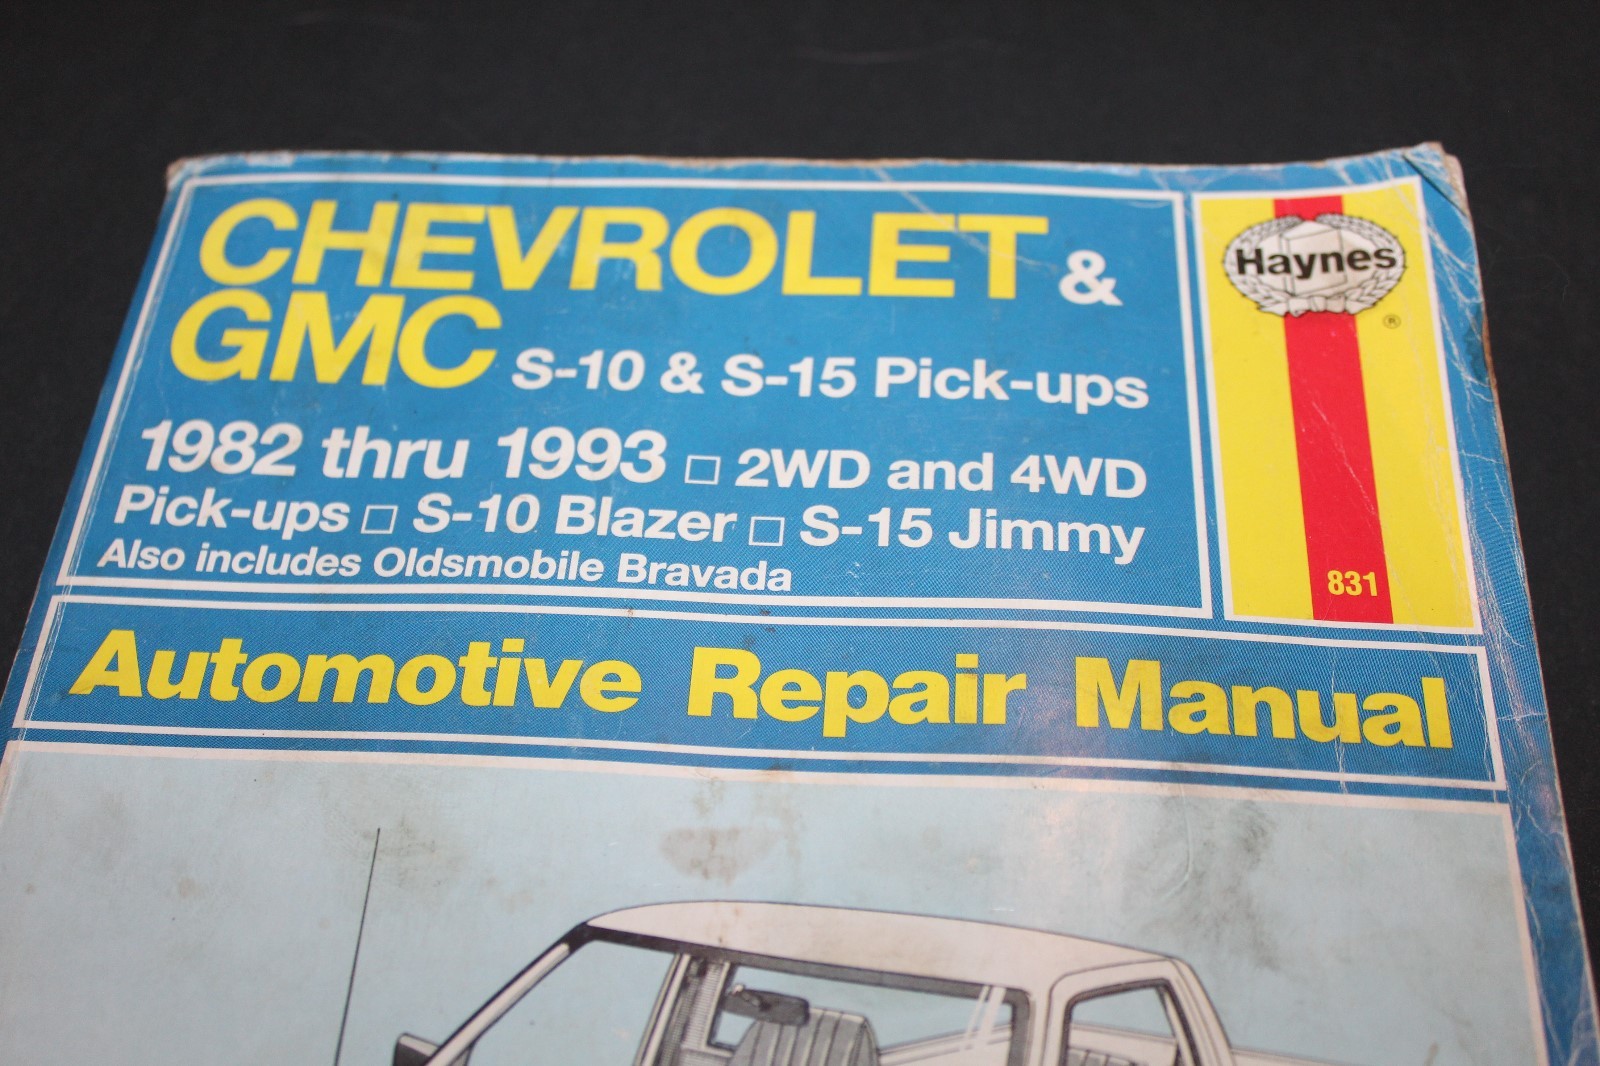 CHEVROLET &
GMC S-10 & S-15 Pick-ups
1982 thru 1993 □ 2WD and 4WD
Pick-ups □ S-10 Blazer □ S-15 Jimmy
Also includes Oldsmobile Bravada
Haynes
®
831
Automotive Repair Manual